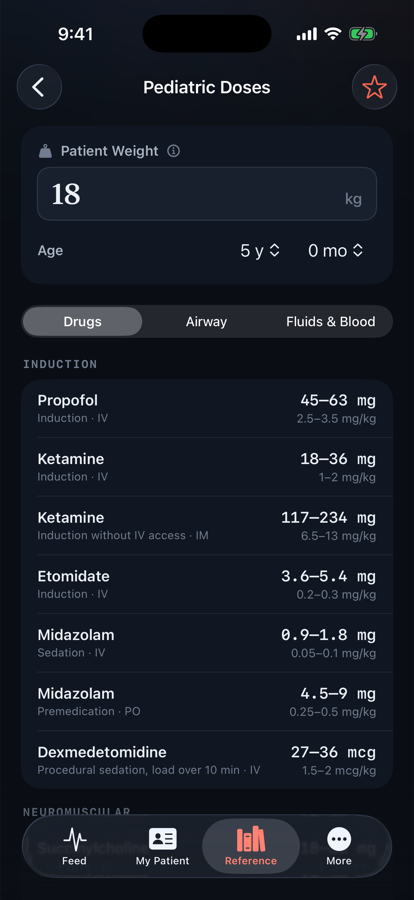 9:41
Pediatric Doses
Patient Weight
18
kg
Age
5 y
0 mo
Drugs
Airway
Fluids & Blood
INDUCTION
Propofol
45–63 mg
Induction · IV
2.5–3.5 mg/kg
Ketamine
18–36 mg
Induction · IV
1–2 mg/kg
Ketamine
117–234 mg
Induction without IV access · IM
6.5–13 mg/kg
Etomidate
3.6–5.4 mg
Induction · IV
0.2–0.3 mg/kg
Midazolam
0.9–1.8 mg
Sedation · IV
0.05–0.1 mg/kg
Midazolam
4.5–9 mg
Premedication · PO
0.25–0.5 mg/kg
Dexmedetomidine
27–36 mcg
Procedural sedation, load over 10 min · IV
1.5–2 mcg/kg
NEUROMUSCULAR
Feed
My Patient
Reference
More